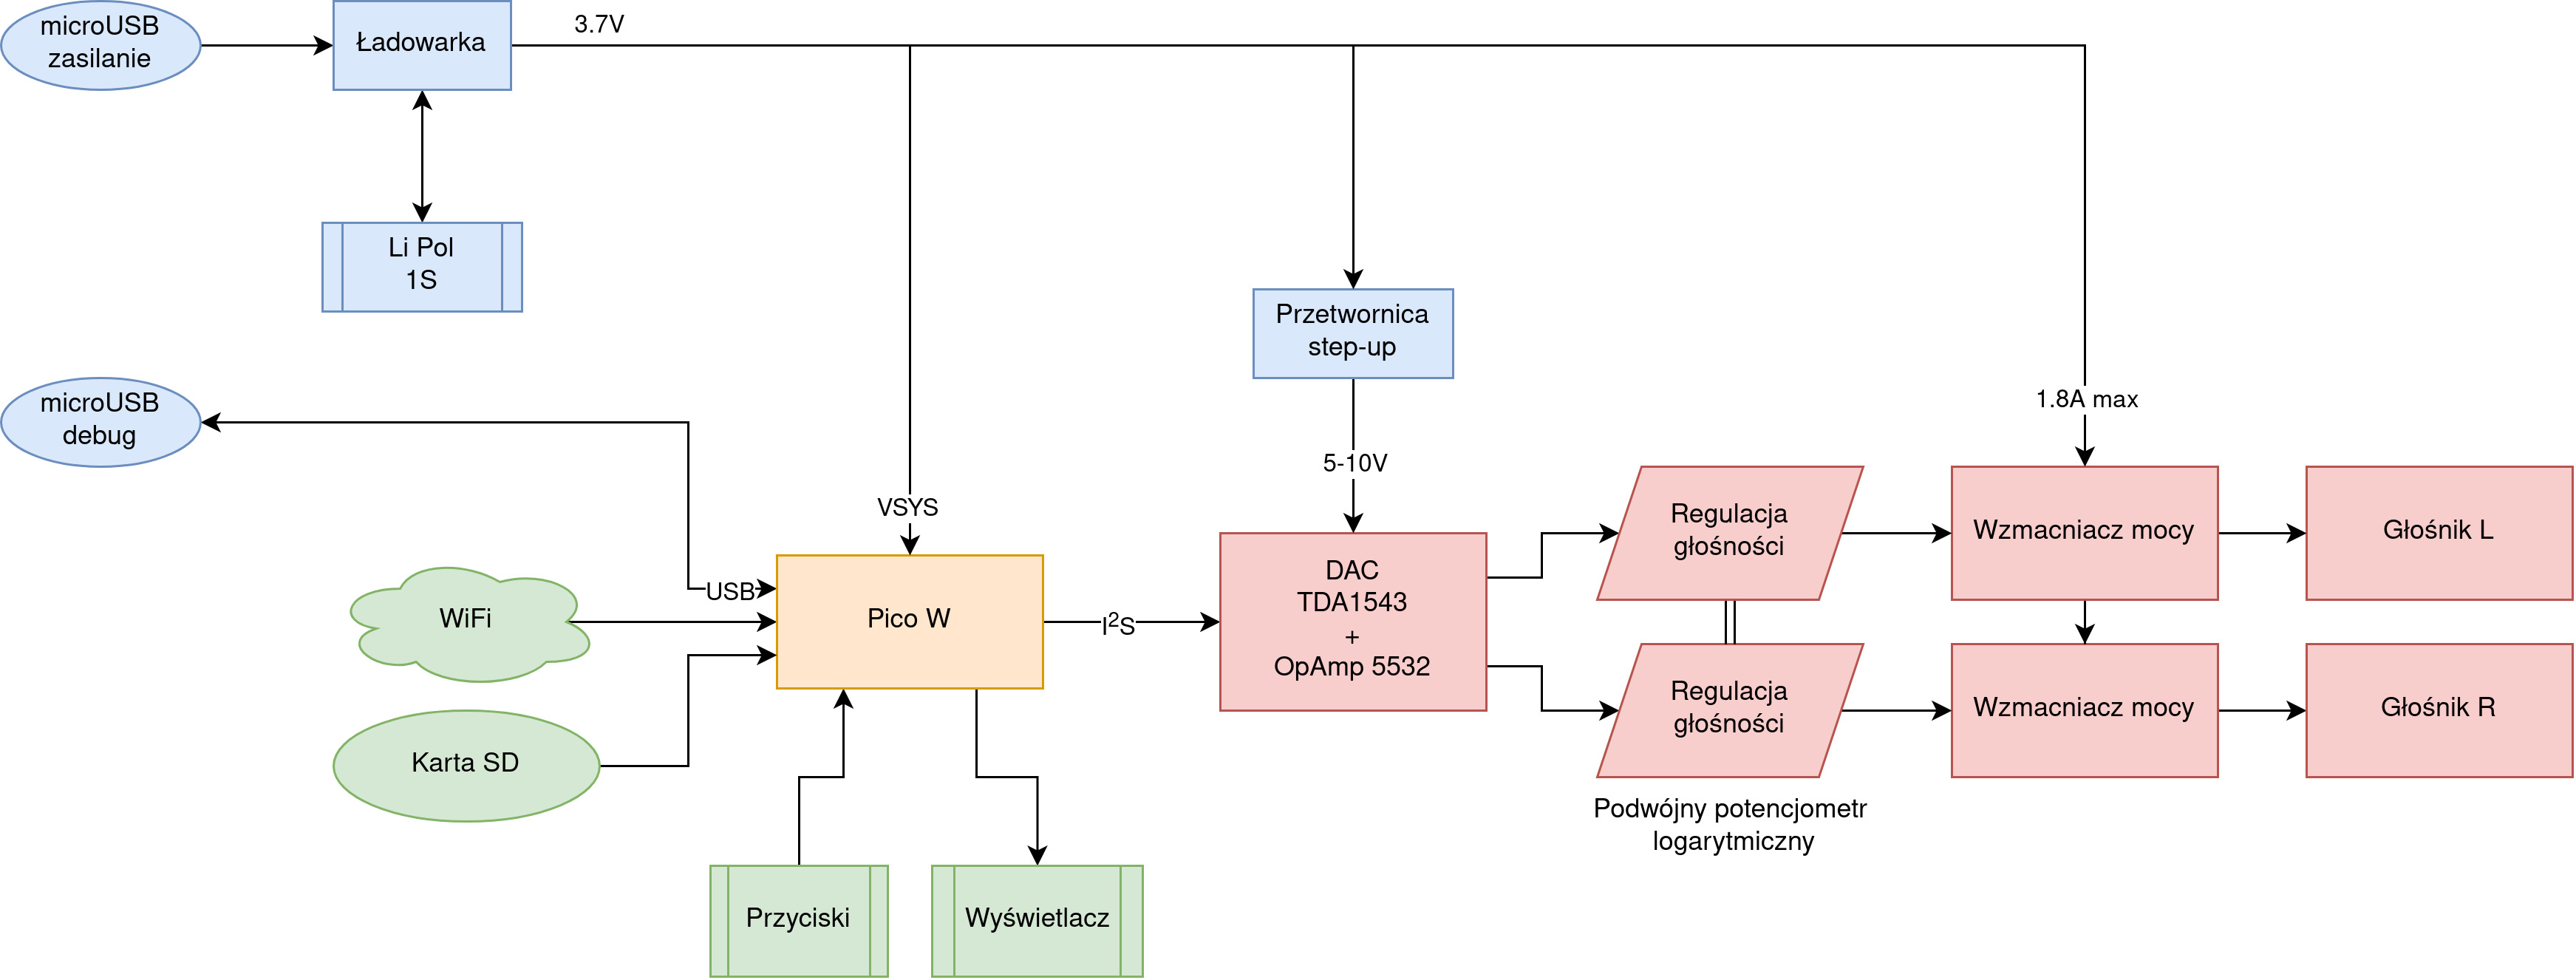 microUSB
zasilanie
Ładowarka
3.7V
Li Pol
1S
Przetwornica
step-up
microUSB
debug
1.8A max
5-10V
VSYS
USB
WiFi
Pico W
I²S
DAC
TDA1543
+
OpAmp 5532
Regulacja
głośności
Wzmacniacz mocy
Głośnik L
Regulacja
głośności
Wzmacniacz mocy
Głośnik R
Karta SD
Podwójny potencjometr
logarytmiczny
Przyciski
Wyświetlacz